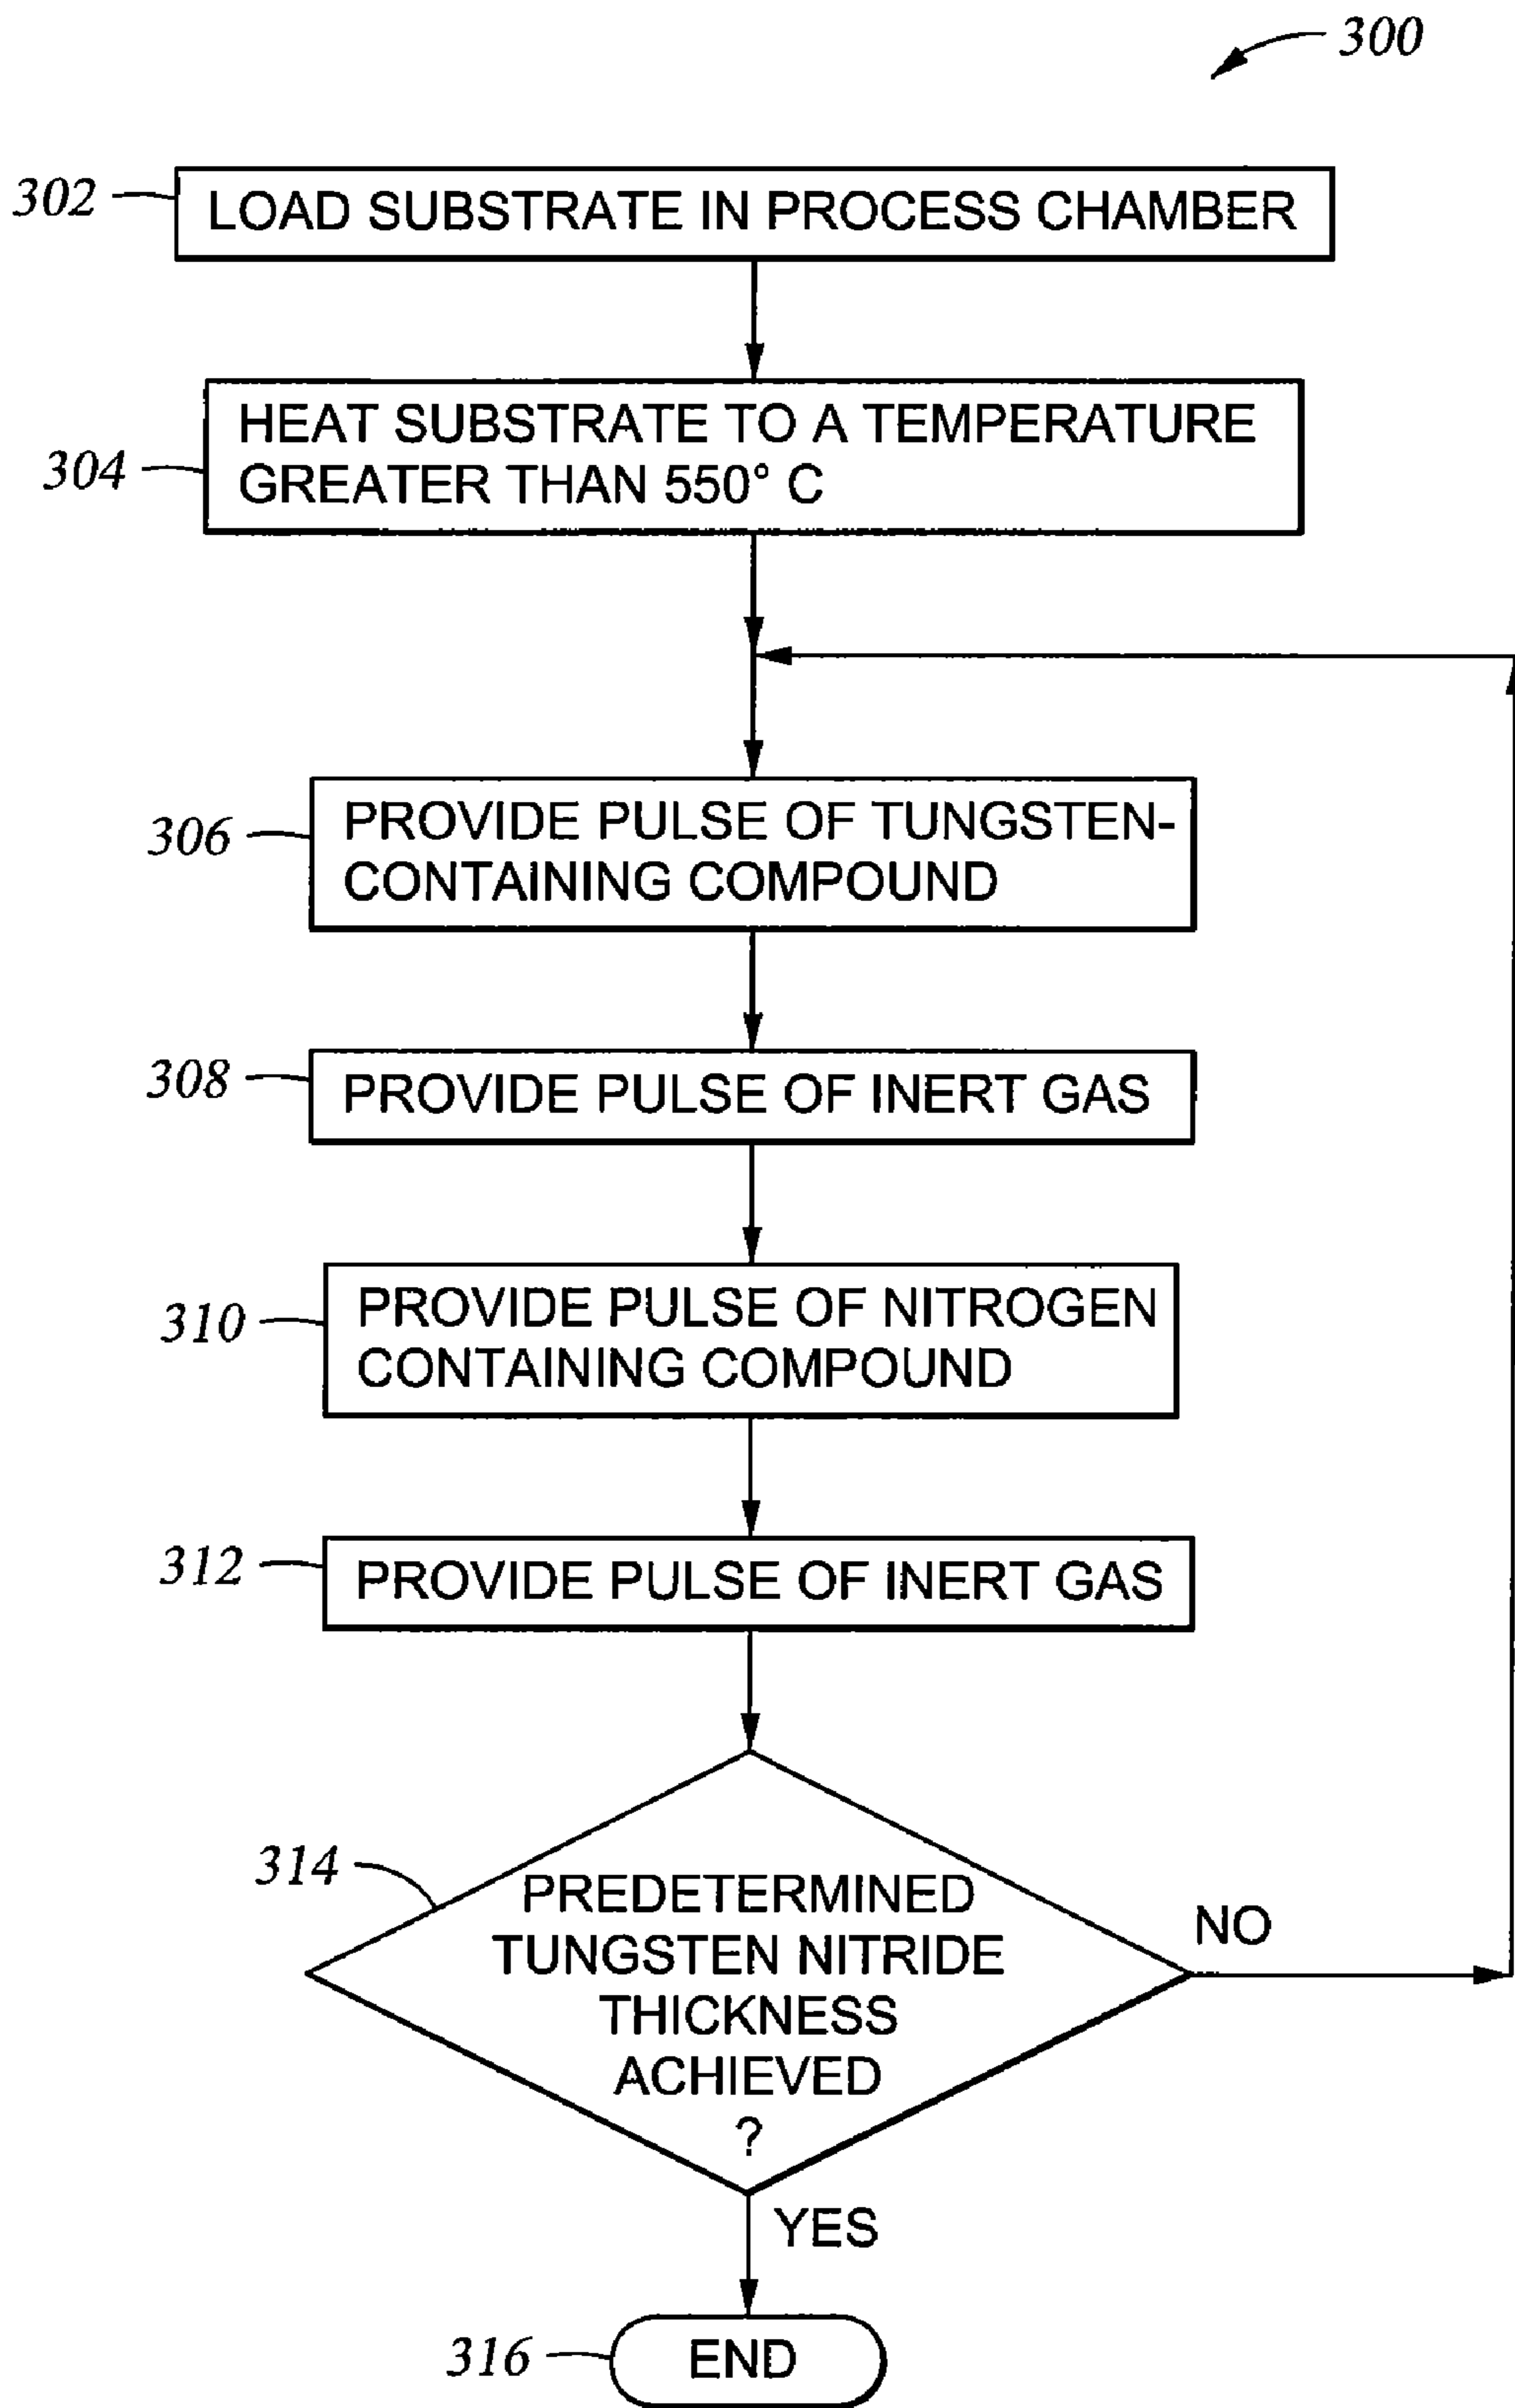 300
302
LOAD SUBSTRATE IN PROCESS CHAMBER
304
HEAT SUBSTRATE TO A TEMPERATURE
GREATER THAN 550° C
306
PROVIDE PULSE OF TUNGSTEN-
CONTAINING COMPOUND
308
PROVIDE PULSE OF INERT GAS
310
PROVIDE PULSE OF NITROGEN
CONTAINING COMPOUND
312
PROVIDE PULSE OF INERT GAS
314
PREDETERMINED
TUNGSTEN NITRIDE
THICKNESS
ACHIEVED
?
NO
YES
316
END